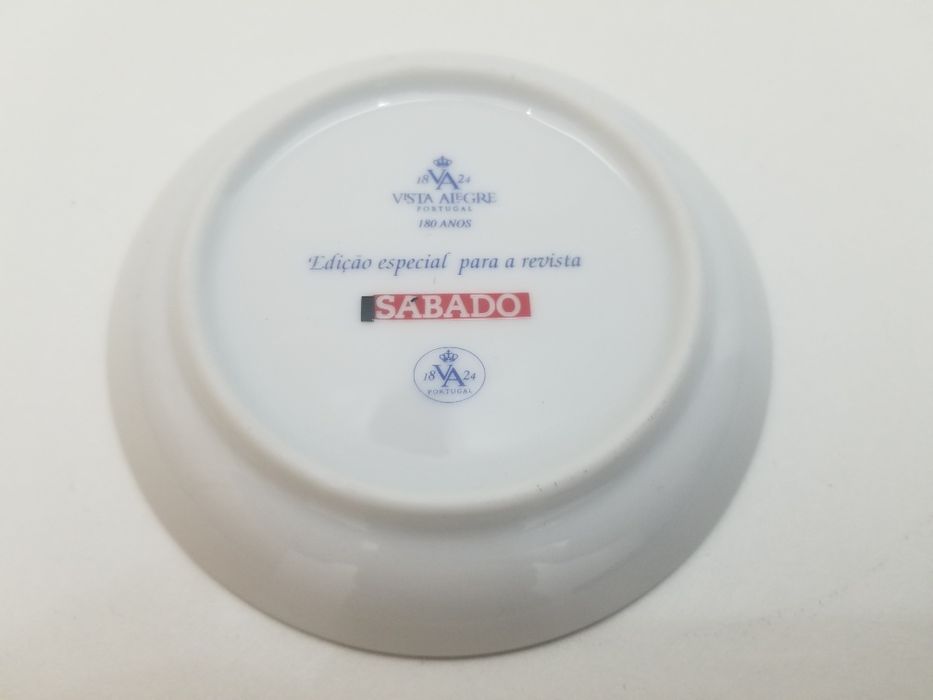 18 VA 24
VISTA ALEGRE
PORTUGAL
180 ANOS
Edição especial para a revista
SÁBADO
18 VA 24
PORTUGAL